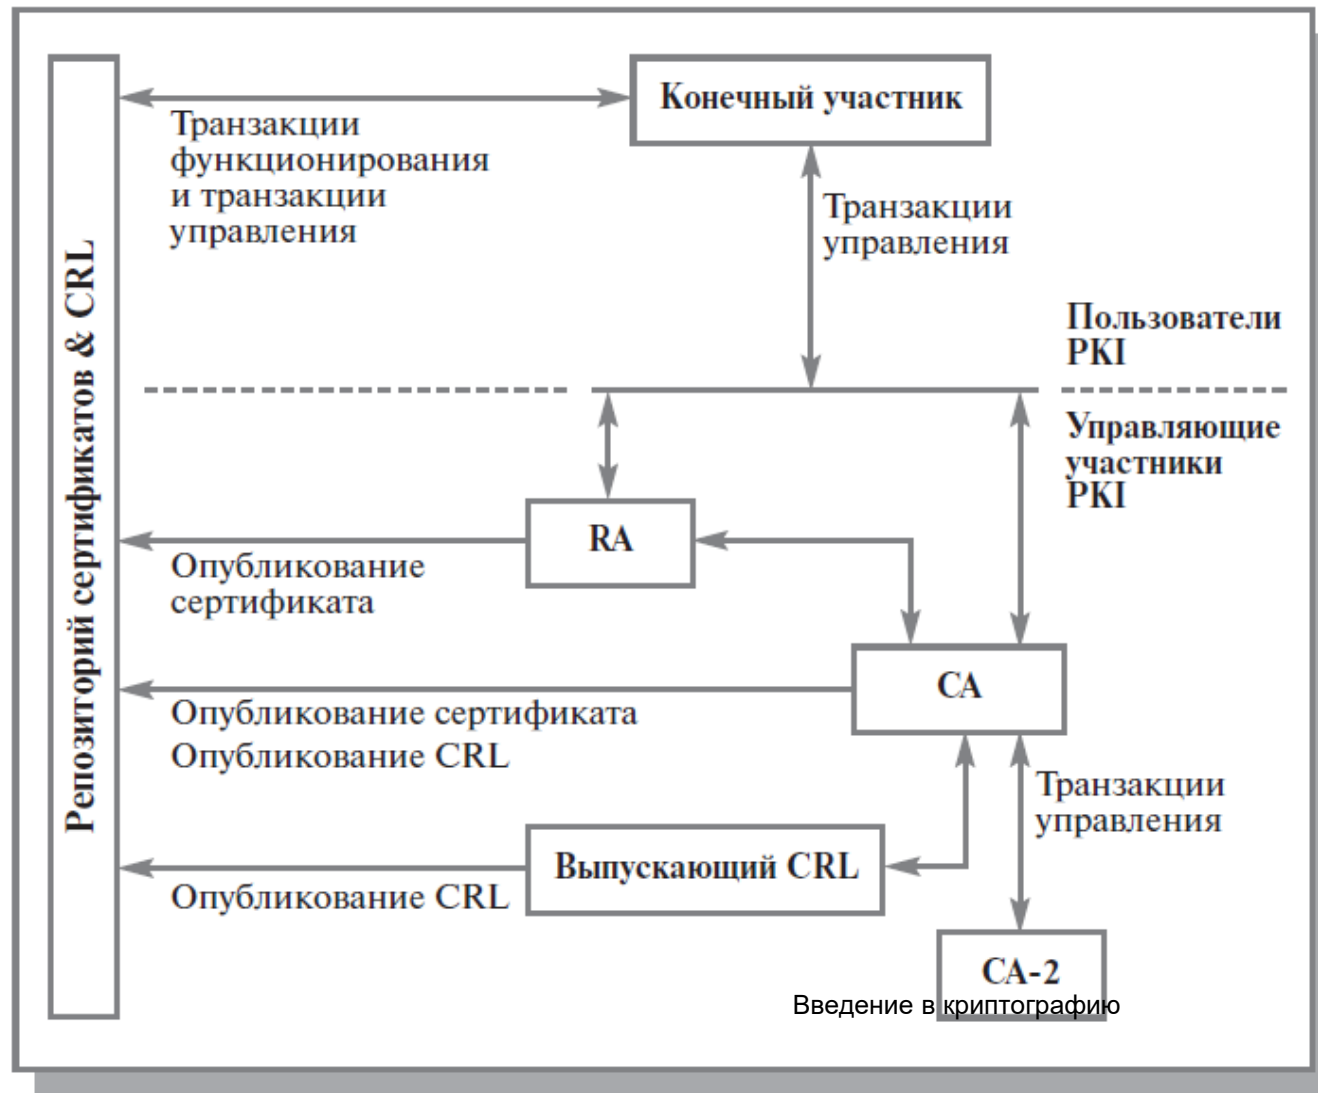 Репозиторий сертификатов & CRL
Конечный участник
Транзакции
функционирования
и транзакции
управления
Транзакции
управления
Пользователи
PKI
Управляющие
участники
PKI
RA
Опубликование
сертификата
CA
Опубликование сертификата
Опубликование CRL
Транзакции
управления
Выпускающий CRL
Опубликование CRL
CA-2
Введение в криптографию